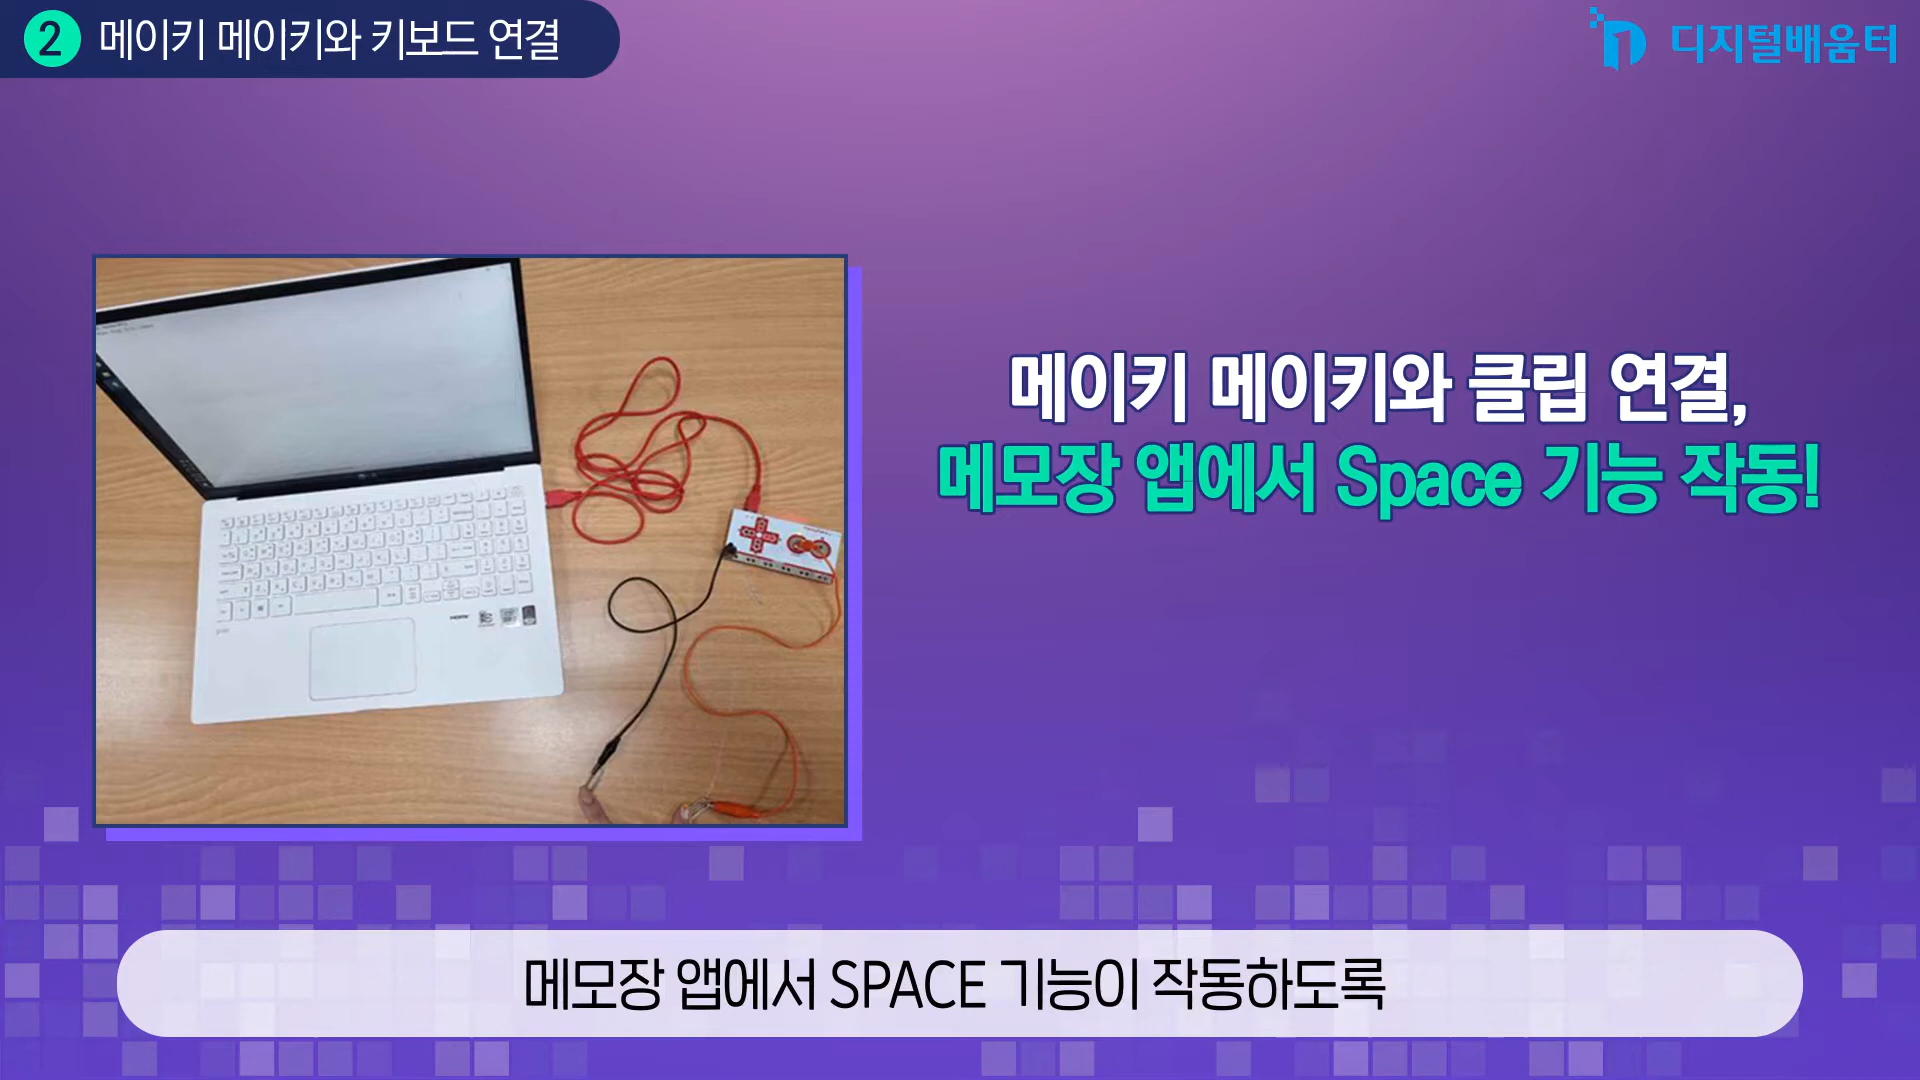 2 메이키 메이키와 키보드 연결
디지털배움터
메이키 메이키와 클립 연결,
메모장 앱에서 Space 기능 작동!
메모장 앱에서 SPACE 기능이 작동하도록